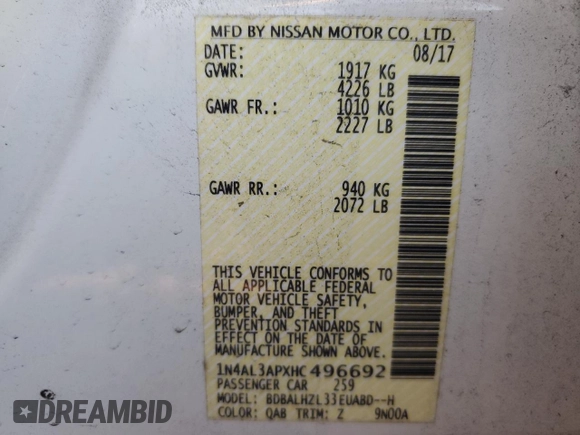 MFD BY NISSAN MOTOR CO., LTD.
DATE: 08/17
GVWR: 1917 KG
4226 LB
GAWR FR.: 1010 KG
2227 LB
GAWR RR.: 940 KG
2072 LB
THIS VEHICLE CONFORMS TO
ALL APPLICABLE FEDERAL
MOTOR VEHICLE SAFETY,
BUMPER, AND THEFT
PREVENTION STANDARDS IN
EFFECT ON THE DATE OF
MANUFACTURE SHOWN ABOVE.
1N4AL3APXHC496692
PASSENGER CAR 259
MODEL: BDBALHZL33EUABD--H
COLOR: QAB TRIM: Z 9N00A
DREAMBID